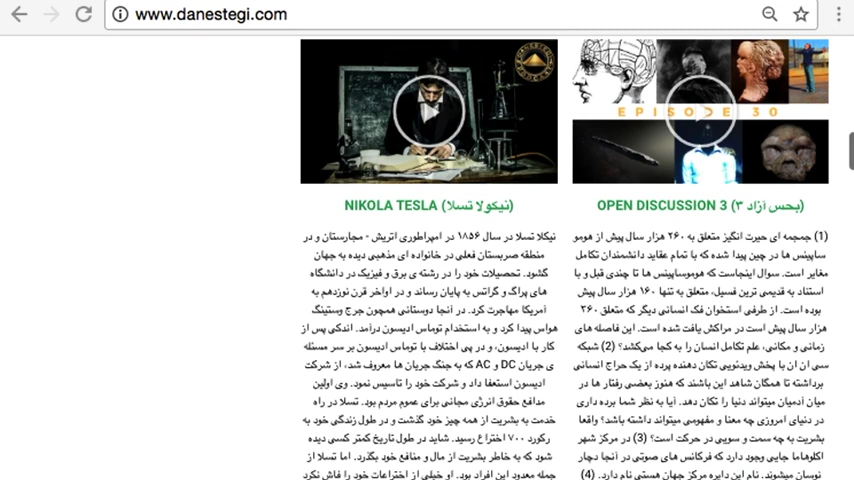 www.danestegi.com
EPISODE 30
NIKOLA TESLA (نیکولا تسلا)
نیکلا تسلا در سال ۱۸۵۶ در امپراطوری اتریش - مجارستان و در
منطقه صربستان فعلی در خانواده ای مذهبی دیده به جهان
گشود. تحصیلات خود را در رشته ی برق و فیزیک در دانشگاه
های پراگ و گراتس به پایان رساند و در اواخر قرن نوزدهم به
آمریکا مهاجرت کرد. در آنجا دوستانی همچون جرج وستینگ
هواس پیدا کرد و به استخدام توماس ادیسون درآمد. اندکی پس از
کار با ادیسون، و در پی اختلاف با توماس ادیسون بر سر مسئله
ی جریان DC و AC که به جنگ جریان ها معروف شد، از شرکت
ادیسون استعفا داد و شرکت خود را تاسیس نمود. وی اولین
مدافع حقوق انرژی مجانی برای عموم مردم بود. تسلا در راه
خدمت به بشریت از همه چیز خود گذشت و در طول زندگی خود به
رکورد ۷۰۰ اختراع رسید. شاید در طول تاریخ کمتر کسی دیده
شود که به خاطر بشریت از مال و منافع خود بگذرد. اما تسلا از
جمله معدود این افراد بود. او خیلی از اختراعات خود را فاش نکرد
OPEN DISCUSSION 3 (بحس آزاد ۳)
(1) جمجمه ای حیرت انگیز متعلق به ۲۶۰ هزار سال پیش از هومو
ساپینس ها در چین پیدا شده که با تمام عقاید دانشمندان تکامل
مغایر است. سوال اینجاست که هوموساپینس ها تا چندی قبل و با
استناد به قدیمی ترین فسیل، متعلق به تنها ۱۶۰ هزار سال پیش
بوده است. از طرفی استخوان فک انسانی دیگر که متعلق ۳۶۰
هزار سال پیش است در مراکش یافت شده است. این فاصله های
زمانی و مکانی، علم تکامل انسان را به کجا می‌کشد؟ (2) شبکه
سی ان ان با پخش ویدئویی تکان دهنده پرده از یک حراج انسانی
برداشته تا همگان شاهد این باشند که هنوز بعضی رفتار ها در
میان آدمیان میتواند دنیا را تکان دهد. آیا به نظر شما برده داری
در دنیای امروزی چه معنا و مفهومی میتواند داشته باشد؟ واقعا
بشریت به چه سمت و سویی در حرکت است؟ (3) در مرکز شهر
اکلوهاما جایی وجود دارد که فرکانس های صوتی در آنجا دچار
نوسان میشوند. نام این دایره مرکز جهان هستی نام دارد. (4)